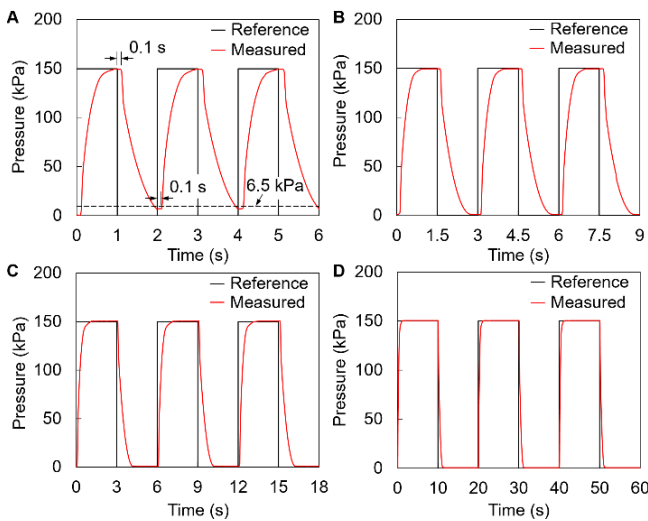 A
Reference
Measured
0.1 s
0.1 s
6.5 kPa
Pressure (kPa)
200
150
100
50
0
0 1 2 3 4 5 6
Time (s)
B
Reference
Measured
Pressure (kPa)
200
150
100
50
0
0 1.5 3 4.5 6 7.5 9
Time (s)
C
Reference
Measured
Pressure (kPa)
200
150
100
50
0
0 3 6 9 12 15 18
Time (s)
D
Reference
Measured
Pressure (kPa)
200
150
100
50
0
0 10 20 30 40 50 60
Time (s)